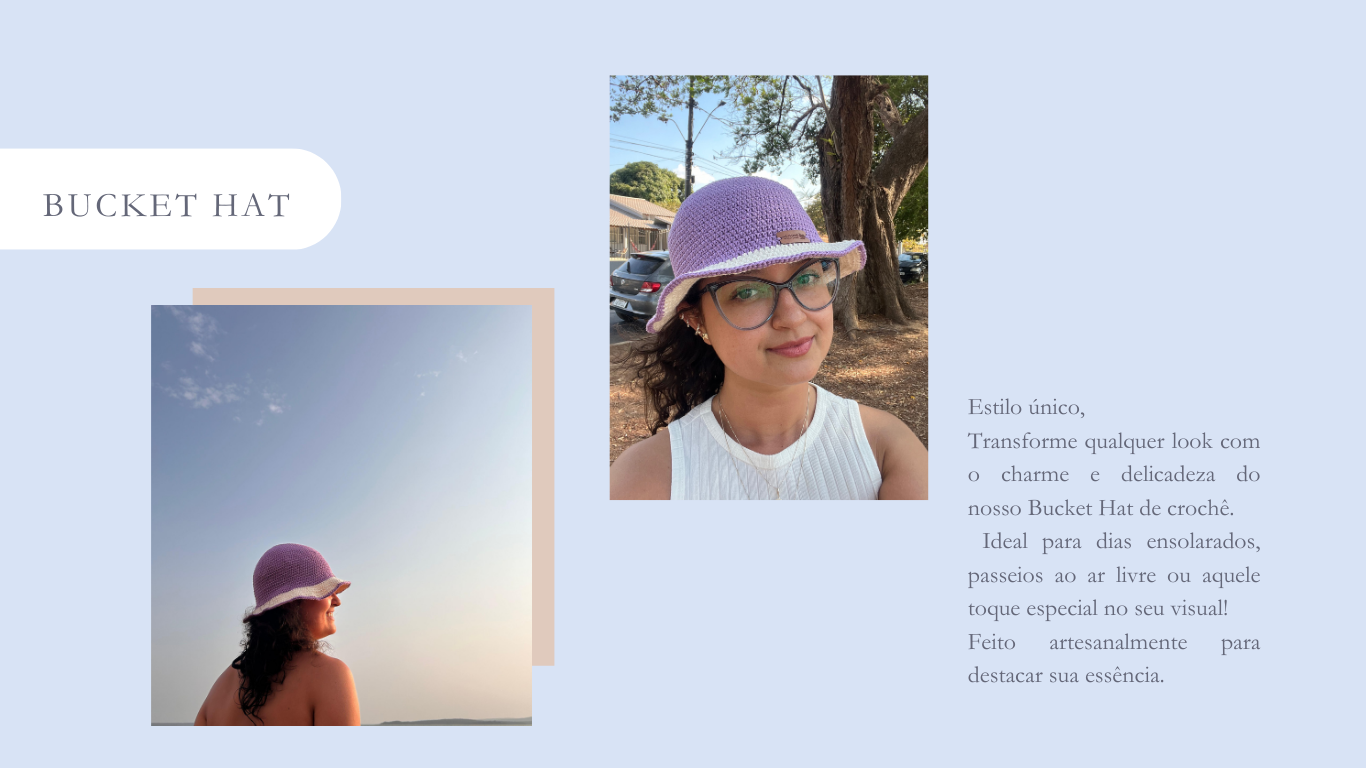 BUCKET HAT
Estilo único,
Transforme qualquer look com
o charme e delicadeza do
nosso Bucket Hat de crochê.
Ideal para dias ensolarados,
passeios ao ar livre ou aquele
toque especial no seu visual!
Feito artesanalmente para
destacar sua essência.